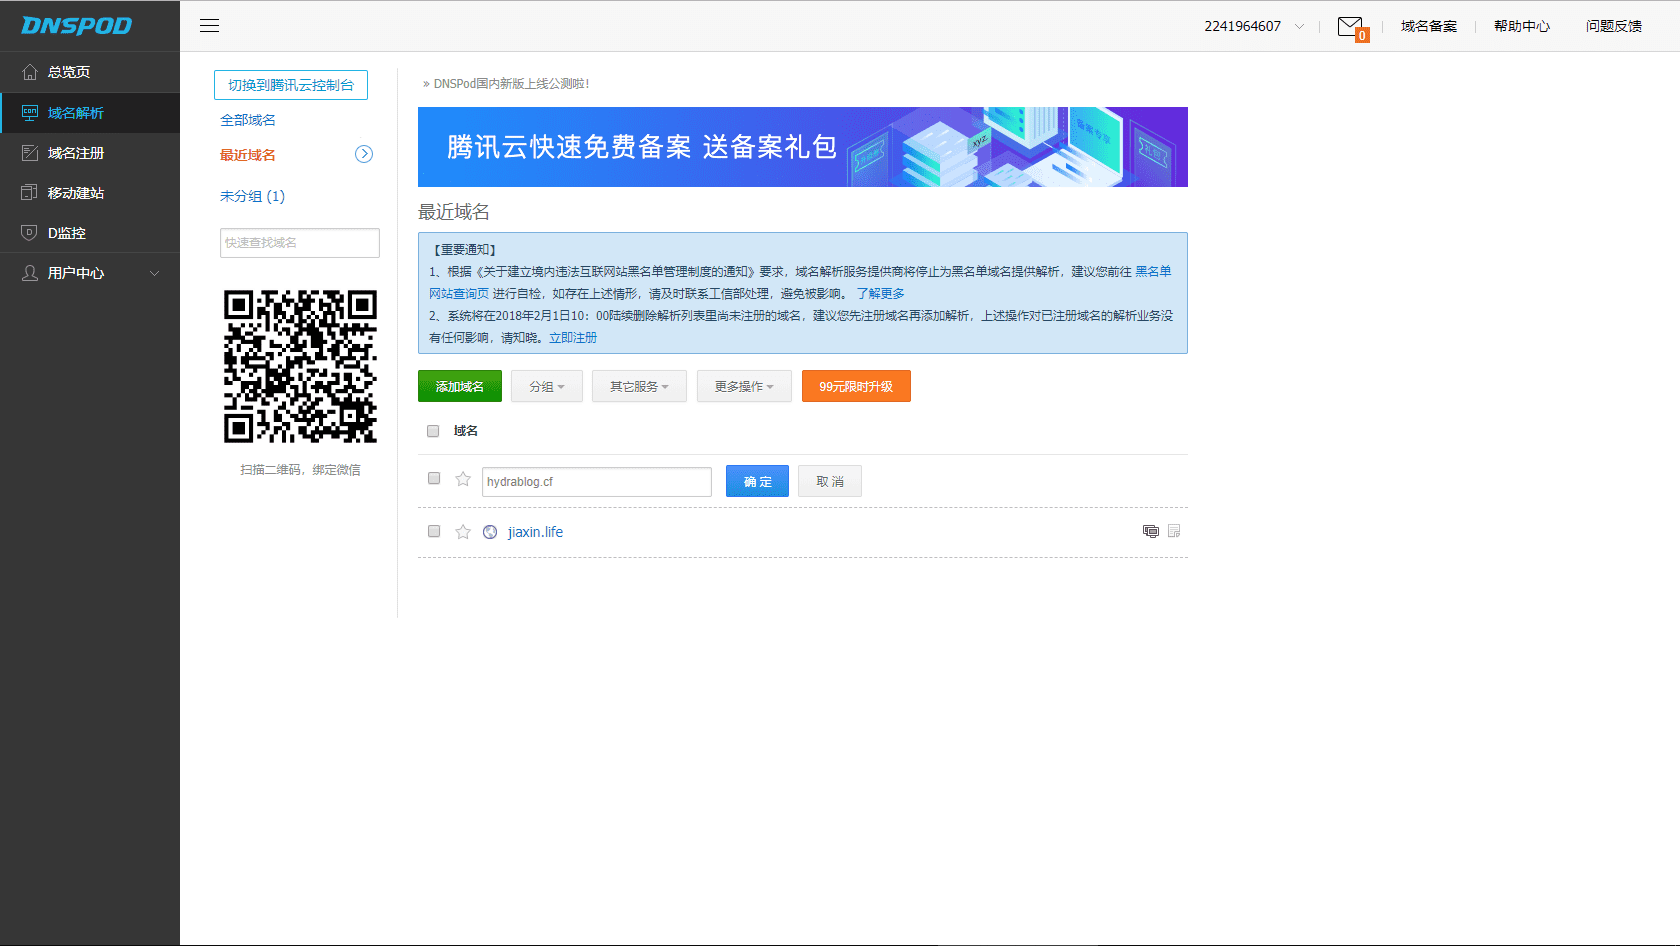 DNSPOD
2241964607
0
域名备案
帮助中心
问题反馈
总览页
域名解析
域名注册
移动建站
D监控
用户中心
切换到腾讯云控制台
全部域名
最近域名
未分组 (1)
快速查找域名
扫描二维码，绑定微信
» DNSPod国内新版上线公测啦！
腾讯云快速免费备案 送备案礼包
xyz
备案专享
礼包
最近域名
【重要通知】
1、根据《关于建立境内违法互联网站黑名单管理制度的通知》要求，域名解析服务提供商将停止为黑名单域名提供解析，建议您前往 黑名单
网站查询页 进行自检，如存在上述情形，请及时联系工信部处理，避免被影响。 了解更多
2、系统将在2018年2月1日10：00陆续删除解析列表里尚未注册的域名，建议您先注册域名再添加解析，上述操作对已注册域名的解析业务没
有任何影响，请知晓。立即注册
添加域名
分组
其它服务
更多操作
99元限时升级
域名
hydrablog.cf
确 定
取 消
jiaxin.life